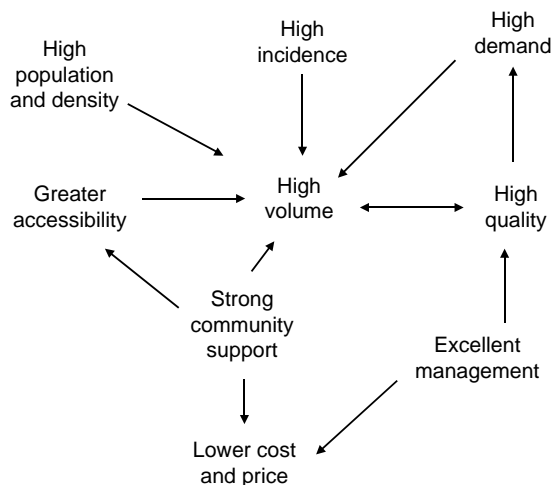 High
incidence
High
demand
High
population
and density
Greater
accessibility
High
volume
High
quality
Strong
community
support
Excellent
management
Lower cost
and price